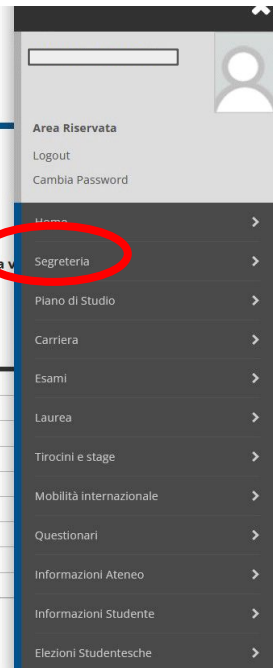 Area Riservata
Logout
Cambia Password
Home
a v
Segreteria
Piano di Studio
Carriera
Esami
Laurea
Tirocini e stage
Mobilità internazionale
Questionari
Informazioni Ateneo
Informazioni Studente
Elezioni Studentesche